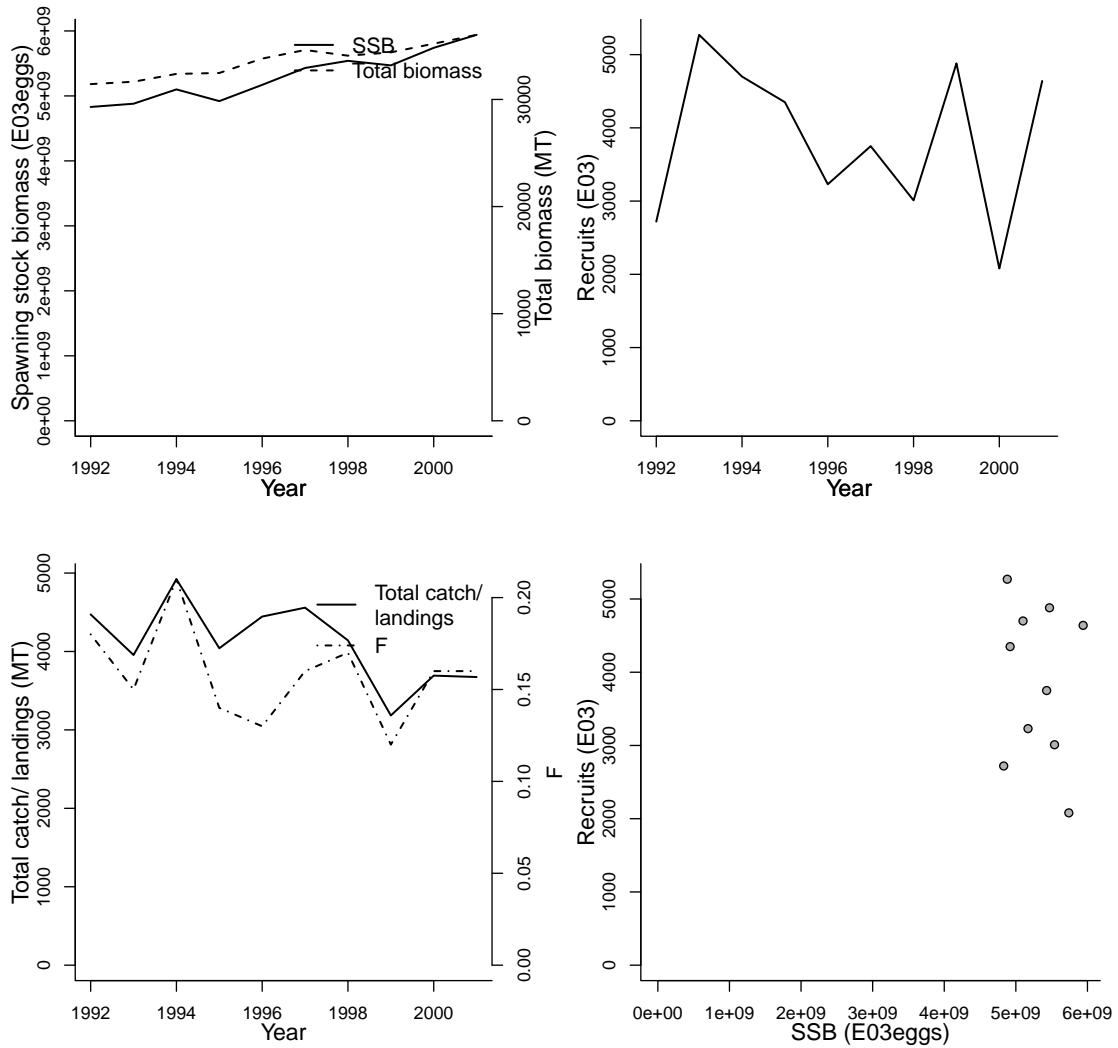 Spawning stock biomass (E03eggs)
0e+00 1e+09 2e+09 3e+09 4e+09 5e+09 6e+09
SSB
Total biomass
Total biomass (MT)
0 10000 20000 30000
1992 1994 1996 1998 2000
Year
Recruits (E03)
0 1000 2000 3000 4000 5000
1992 1994 1996 1998 2000
Year
Total catch/ landings (MT)
0 1000 2000 3000 4000 5000
Total catch/
landings
F
F
0.00 0.05 0.10 0.15 0.20
1992 1994 1996 1998 2000
Year
Recruits (E03)
0 1000 2000 3000 4000 5000
0e+00 1e+09 2e+09 3e+09 4e+09 5e+09 6e+09
SSB (E03eggs)